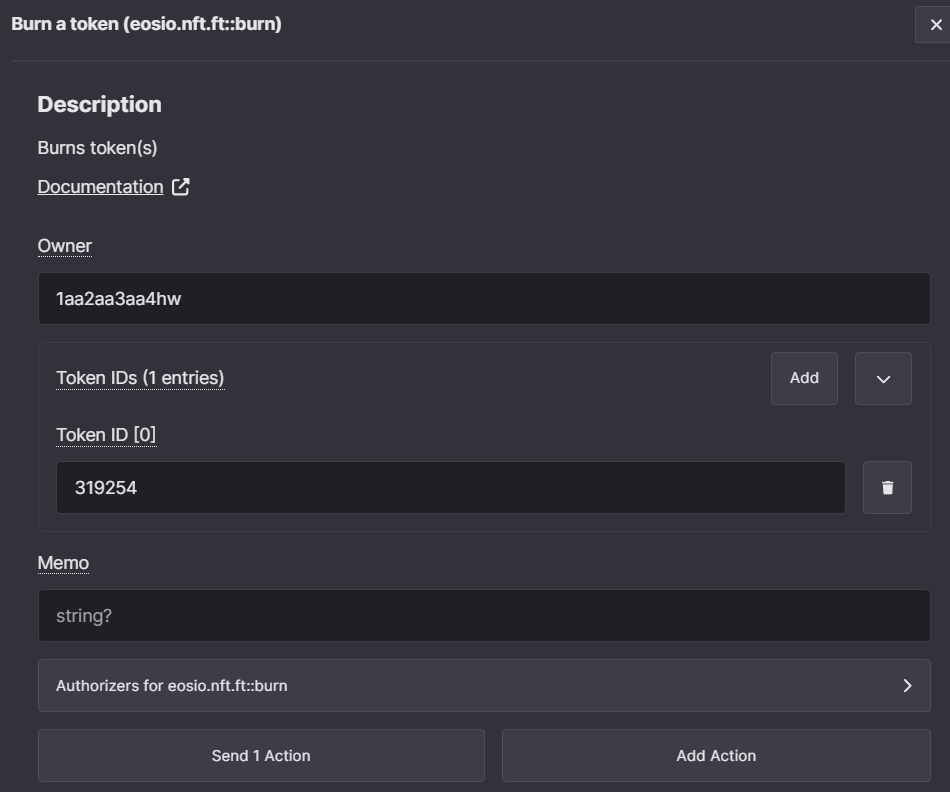 Burn a token (eosio.nft.ft::burn)
Description
Burns token(s)
Documentation
Owner
1aa2aa3aa4hw
Token IDs (1 entries)
Add
Token ID [0]
319254
Memo
string?
Authorizers for eosio.nft.ft::burn
Send 1 Action
Add Action